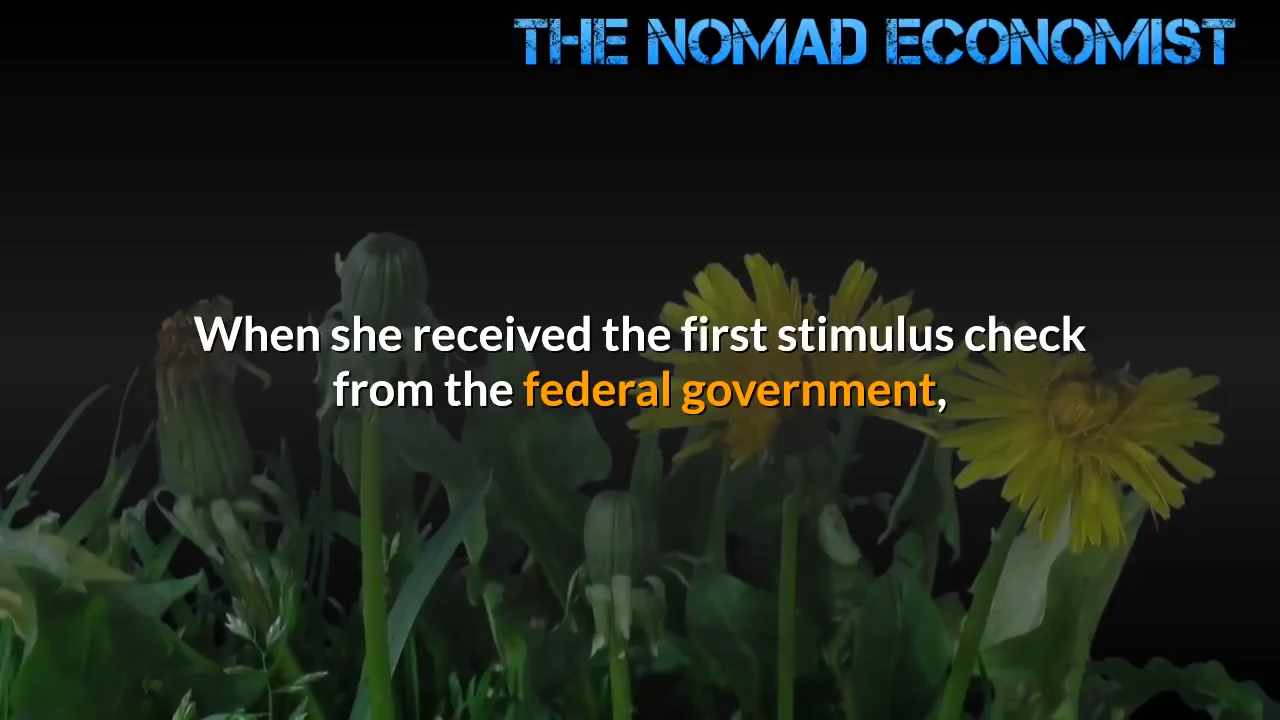 THE NOMAD ECONOMIST
When she received the first stimulus check
from the federal government,